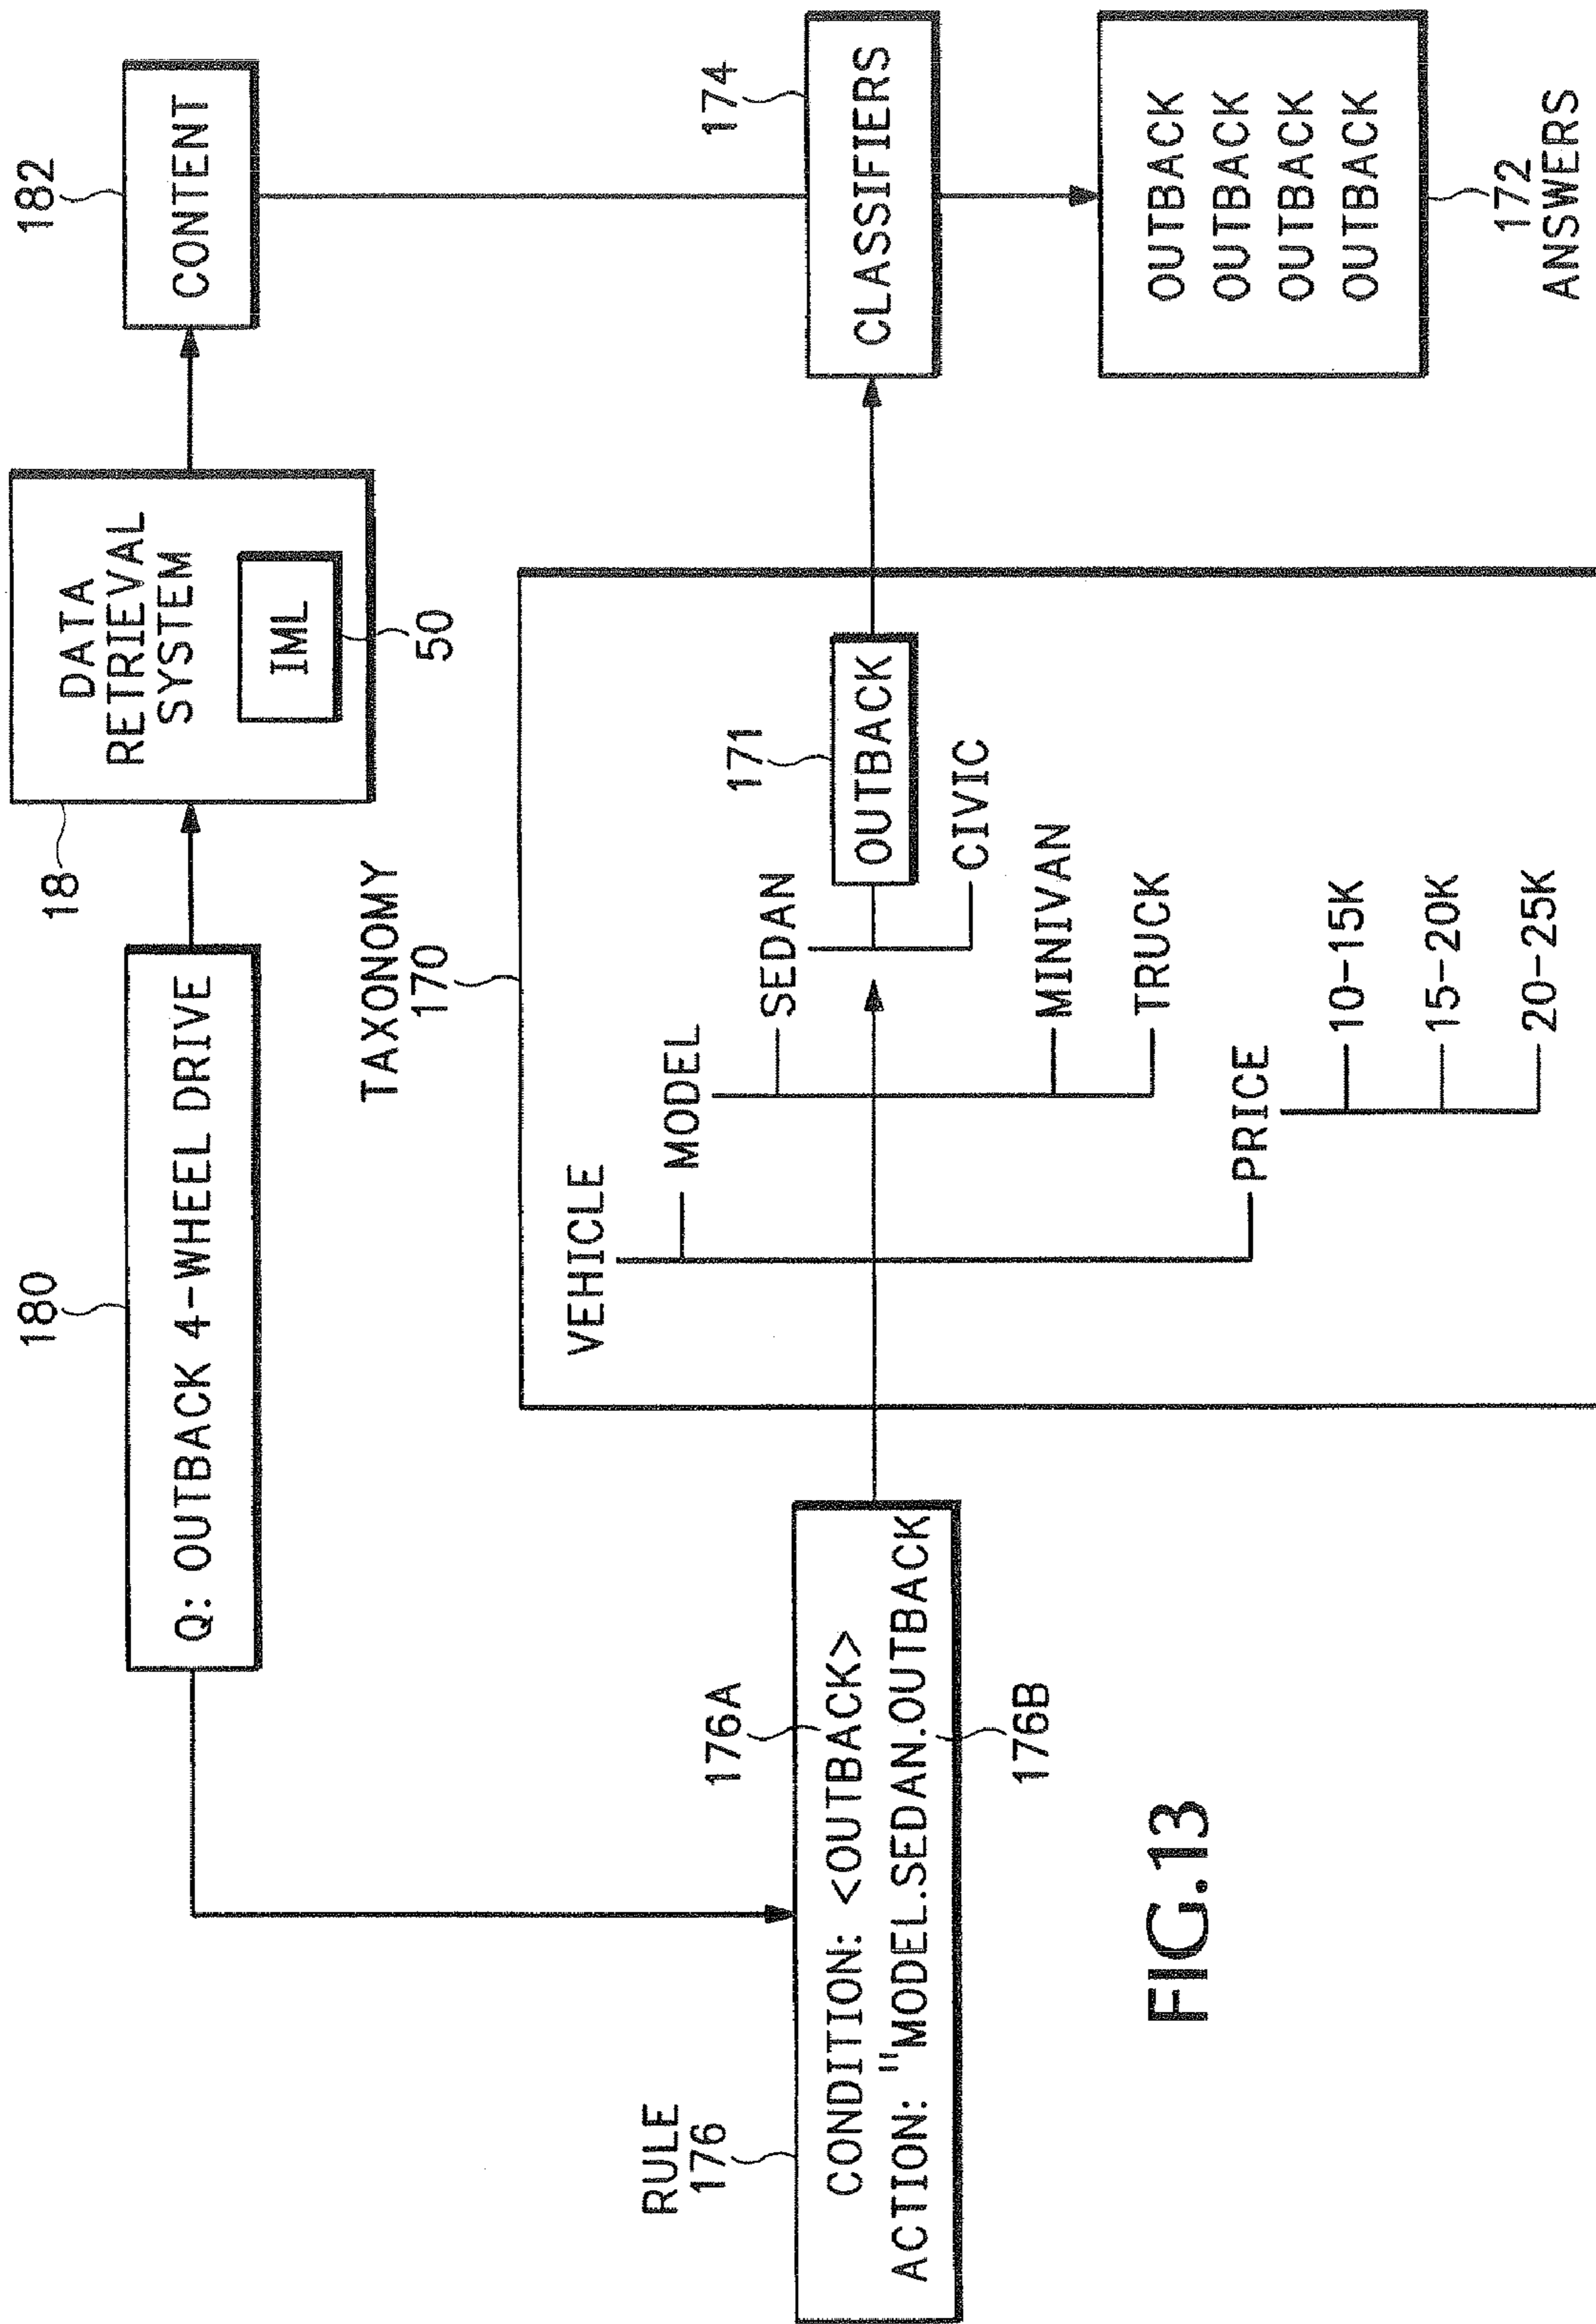 180
Q: OUTBACK 4-WHEEL DRIVE
18
DATA
RETRIEVAL
SYSTEM
IML
50
182
CONTENT
TAXONOMY
170
RULE
176
176A
CONDITION: <OUTBACK>
ACTION: "MODEL.SEDAN.OUTBACK
176B
VEHICLE
MODEL
SEDAN
171
OUTBACK
CIVIC
MINIVAN
TRUCK
PRICE
10-15K
15-20K
20-25K
174
CLASSIFIERS
OUTBACK
OUTBACK
OUTBACK
OUTBACK
172
ANSWERS
FIG.13